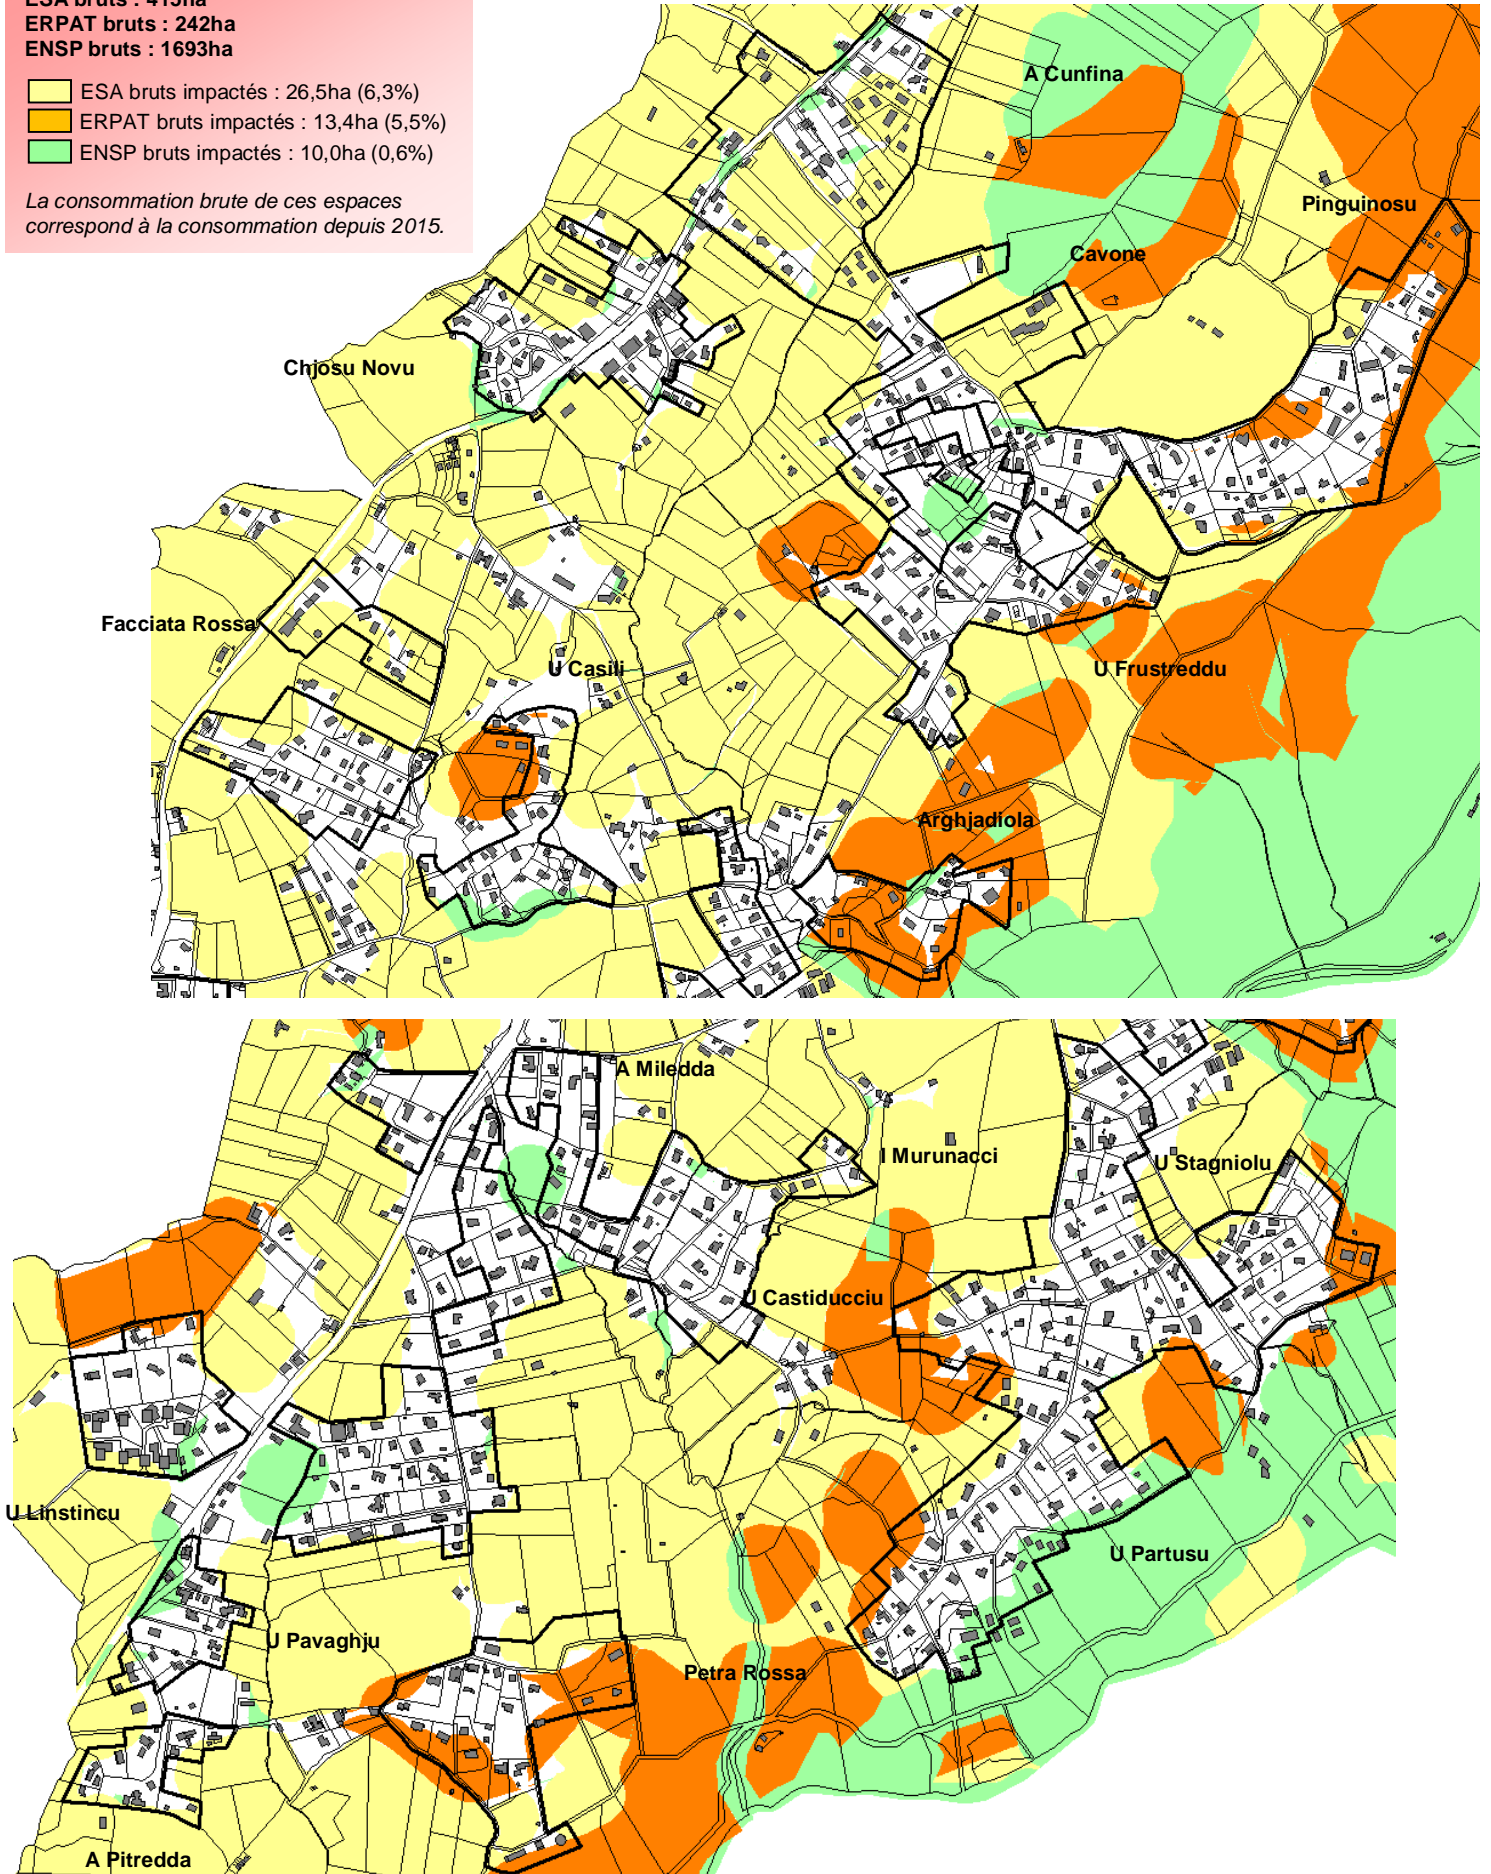 ESA bruts : 415ha
ERPAT bruts : 242ha
ENSP bruts : 1693ha
ESA bruts impactés : 26,5ha (6,3%)
ERPAT bruts impactés : 13,4ha (5,5%)
ENSP bruts impactés : 10,0ha (0,6%)
La consommation brute de ces espaces
correspond à la consommation depuis 2015.
A Cunfina
Pinguinosu
Cavone
Chjosu Novu
Facciata Rossa
U Casili
U Frustreddu
Arghjadiola
A Miledda
I Murunacci
U Stagniolu
U Castiducciu
U Linstincu
U Partusu
U Pavaghju
Petra Rossa
A Pitredda